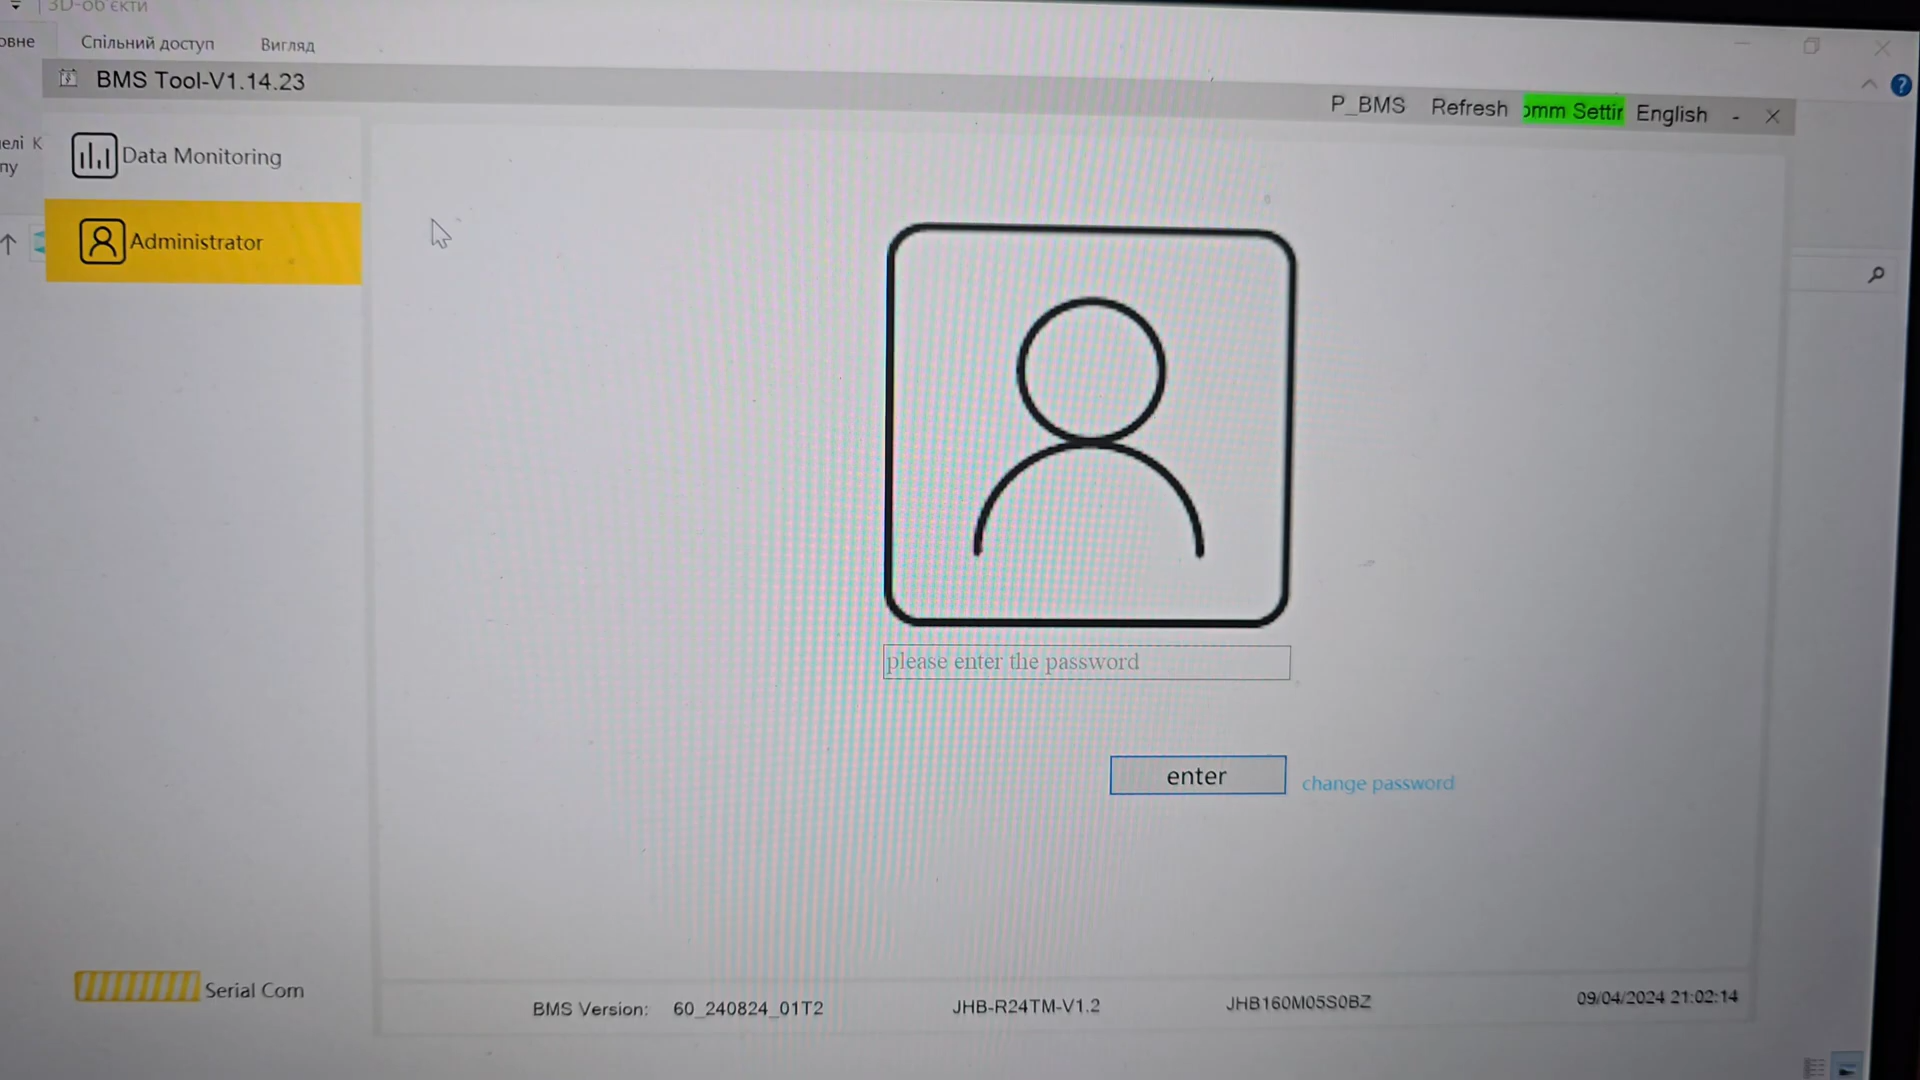 3D-об'єкти
Спільний доступ
Вигляд
BMS Tool-V1.14.23
P_BMS
Refresh
omm Settir
English
-
Data Monitoring
Administrator
please enter the password
enter
change password
Serial Com
BMS Version:
60_240824_01T2
JHB-R24TM-V1.2
JHB160M05S0BZ
09/04/2024 21:02:14